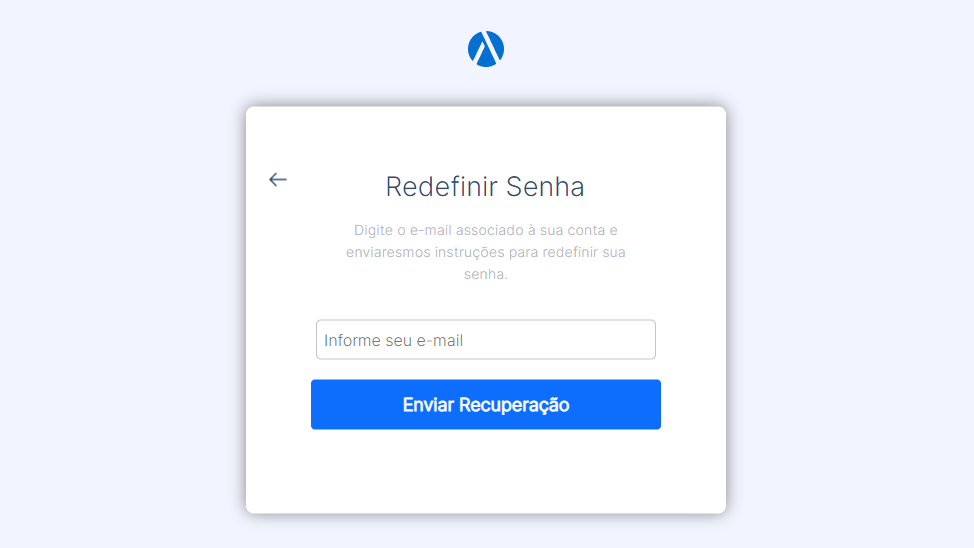 Redefinir Senha
Digite o e-mail associado à sua conta e
enviaresmos instruções para redefinir sua
senha.
Informe seu e-mail
Enviar Recuperação